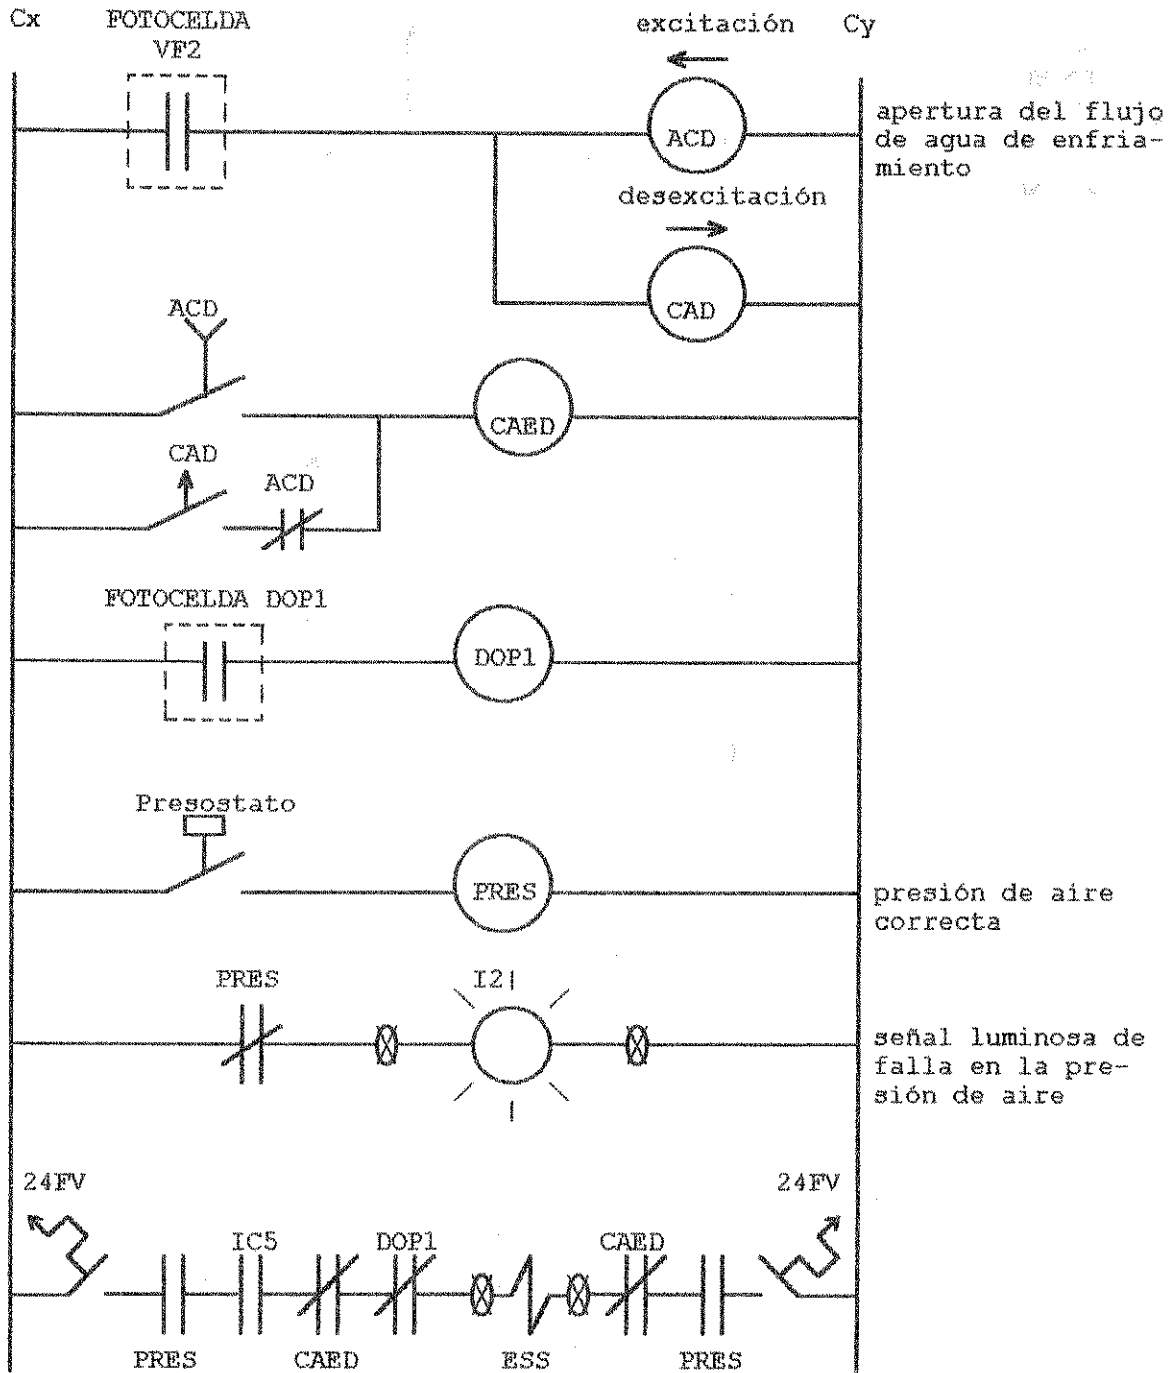 Cx
FOTOCELDA
VF2
excitación
Cy
ACD
apertura del flujo
de agua de enfria-
miento
desexcitación
CAD
ACD
CAED
CAD
ACD
FOTOCELDA DOP1
DOP1
Presostato
PRES
presión de aire
correcta
PRES
I2
señal luminosa de
falla en la pre-
sión de aire
24FV
24FV
IC5
DOP1
CAED
PRES
CAED
ESS
PRES